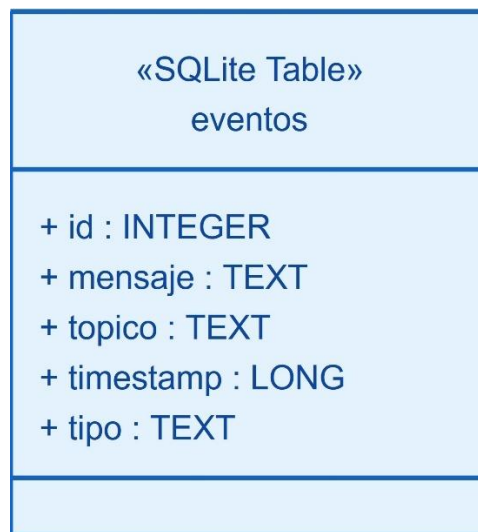 «SQLite Table»
eventos
+ id : INTEGER
+ mensaje : TEXT
+ topico : TEXT
+ timestamp : LONG
+ tipo : TEXT